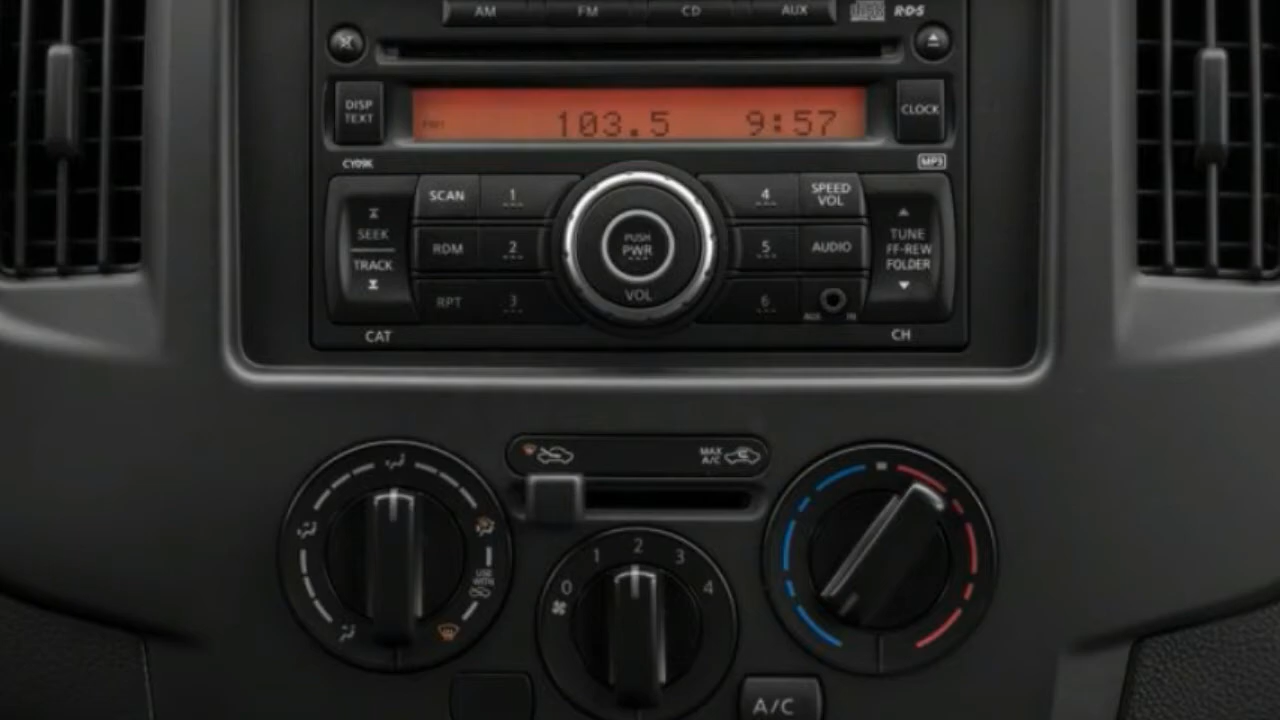 AM FM CD AUX R·D·S
DISP
TEXT
103.5 9:57
CLOCK
CY09K
MP3
SCAN 1 4 SPEED
VOL
SEEK
TRACK
RDM 2 PUSH
PWR 5 AUDIO
TUNE
FF-REW
FOLDER
RPT 3 VOL 6
AUX IN
CAT CH
MAX
A/C
0 1 2 3 4
USE
WITH
A/C